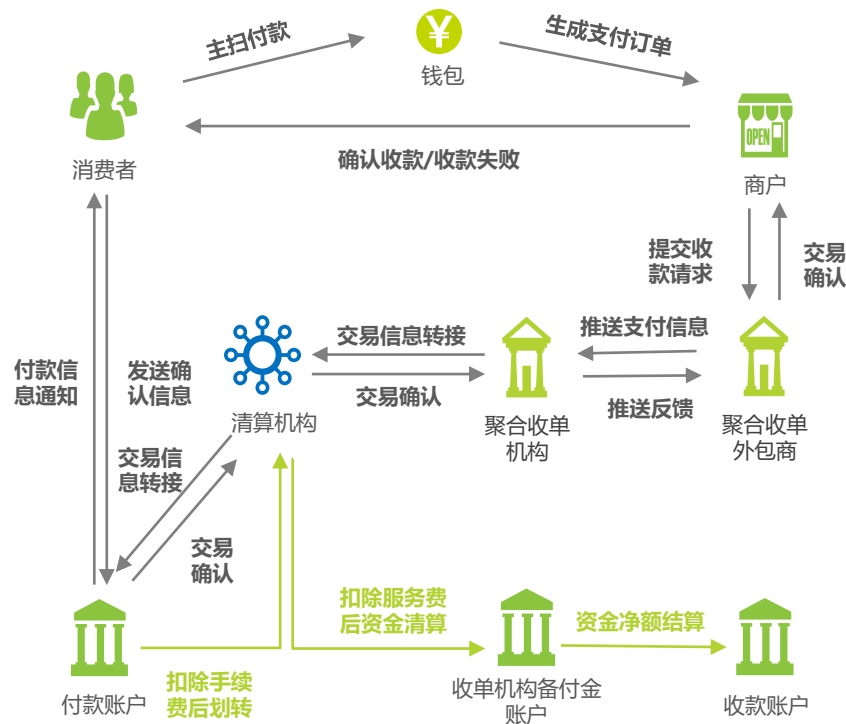 主扫付款
¥
生成支付订单
钱包
消费者
OPEN
确认收款/收款失败
商户
提交收
款请求
交易
确认
付款信
息通知
发送确
认信息
交易信息转接
推送支付信息
交易确认
推送反馈
清算机构
聚合收单
机构
聚合收单
外包商
交易信
息转接
交易
确认
扣除服务费
后资金清算
资金净额结算
扣除手续
费后划转
付款账户
收单机构备付金
账户
收款账户